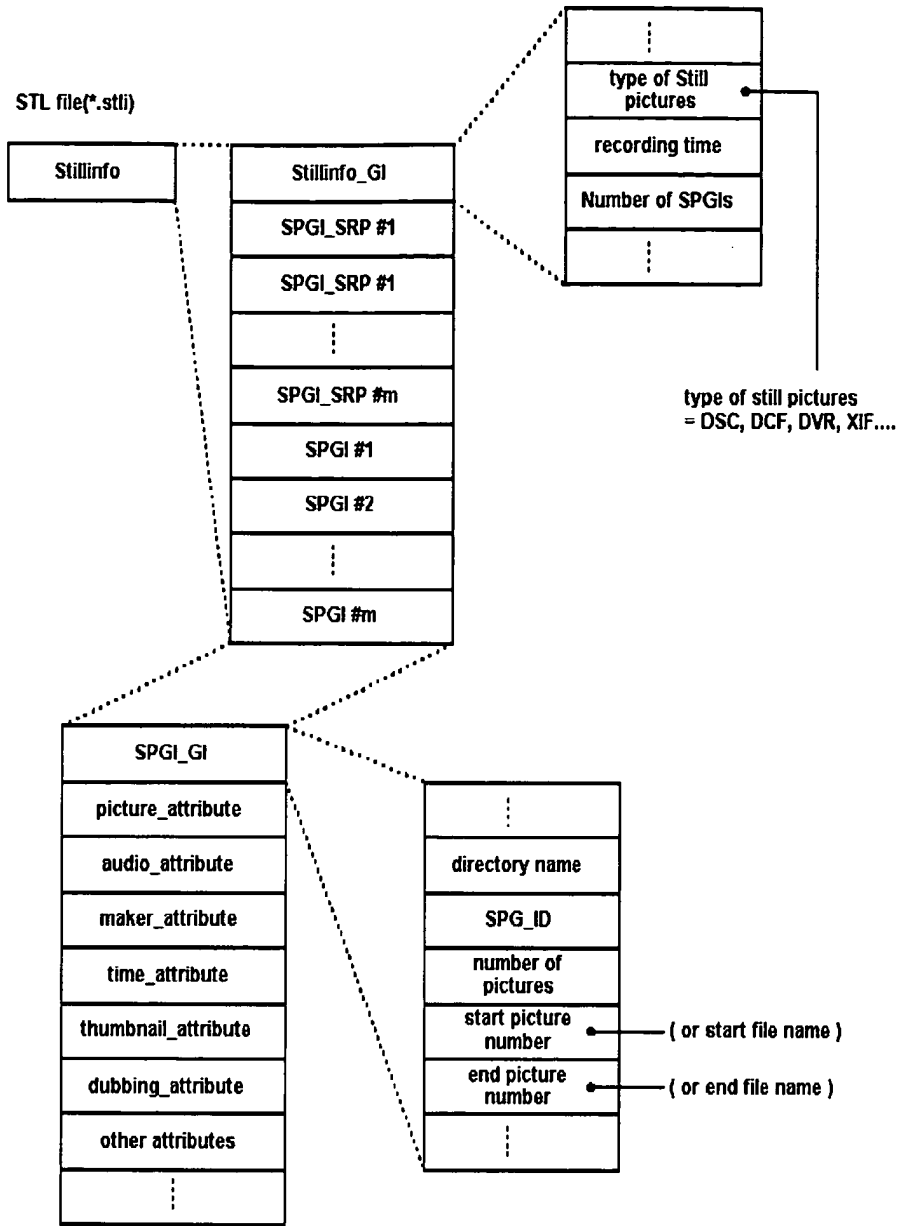 STL file(*.stli)
Stillinfo
Stillinfo_GI
SPGI_SRP #1
SPGI_SRP #1
SPGI_SRP #m
SPGI #1
SPGI #2
SPGI #m
type of Still
pictures
recording time
Number of SPGIs
type of still pictures
= DSC, DCF, DVR, XIF....
SPGI_GI
picture_attribute
audio_attribute
maker_attribute
time_attribute
thumbnail_attribute
dubbing_attribute
other attributes
directory name
SPG_ID
number of
pictures
start picture
number
( or start file name )
end picture
number
( or end file name )